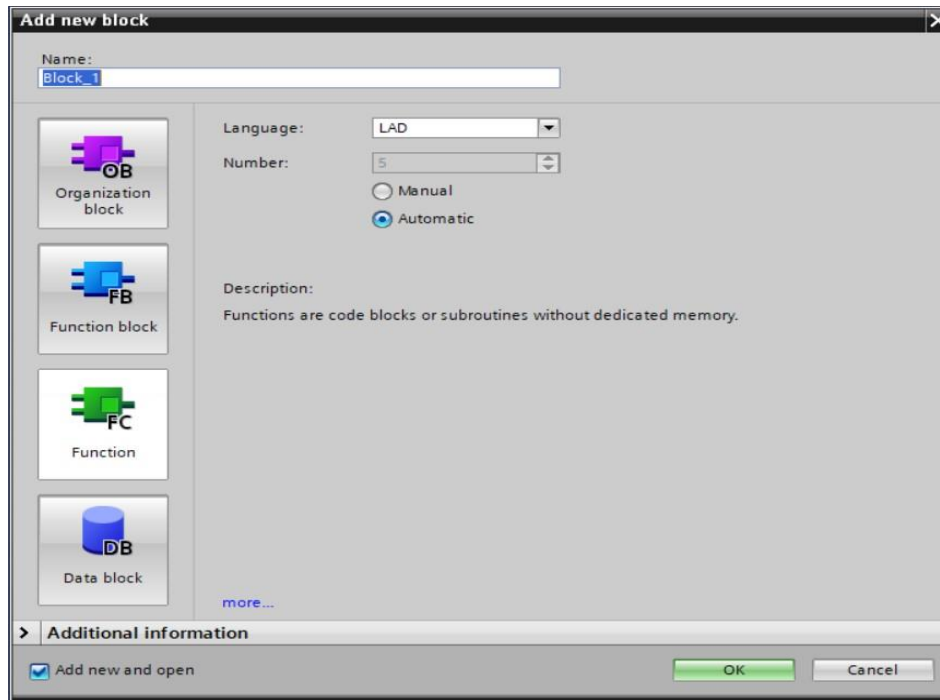 Add new block
Name:
Block_1
OB
Organization
block
FB
Function block
FC
Function
DB
Data block
Language:
LAD
Number:
5
Manual
Automatic
Description:
Functions are code blocks or subroutines without dedicated memory.
more...
> Additional information
Add new and open
OK
Cancel